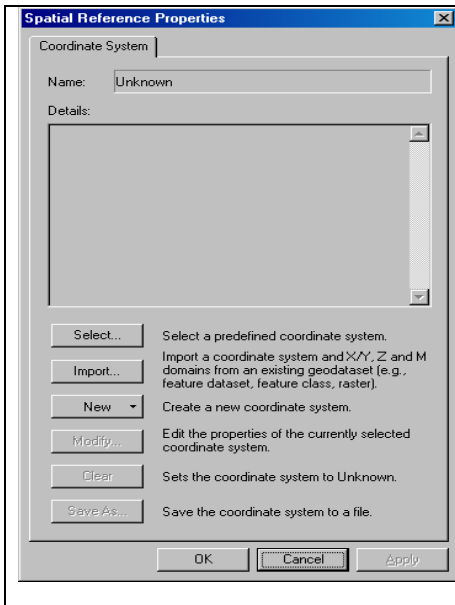 Spatial Reference Properties
Coordinate System
Name: Unknown
Details:
Select... Select a predefined coordinate system.
Import a coordinate system and X/Y, Z and M
Import... domains from an existing geodataset (e.g.,
feature dataset, feature class, raster).
New Create a new coordinate system.
Modify... Edit the properties of the currently selected
coordinate system.
Clear Sets the coordinate system to Unknown.
Save As... Save the coordinate system to a file.
OK Cancel Apply